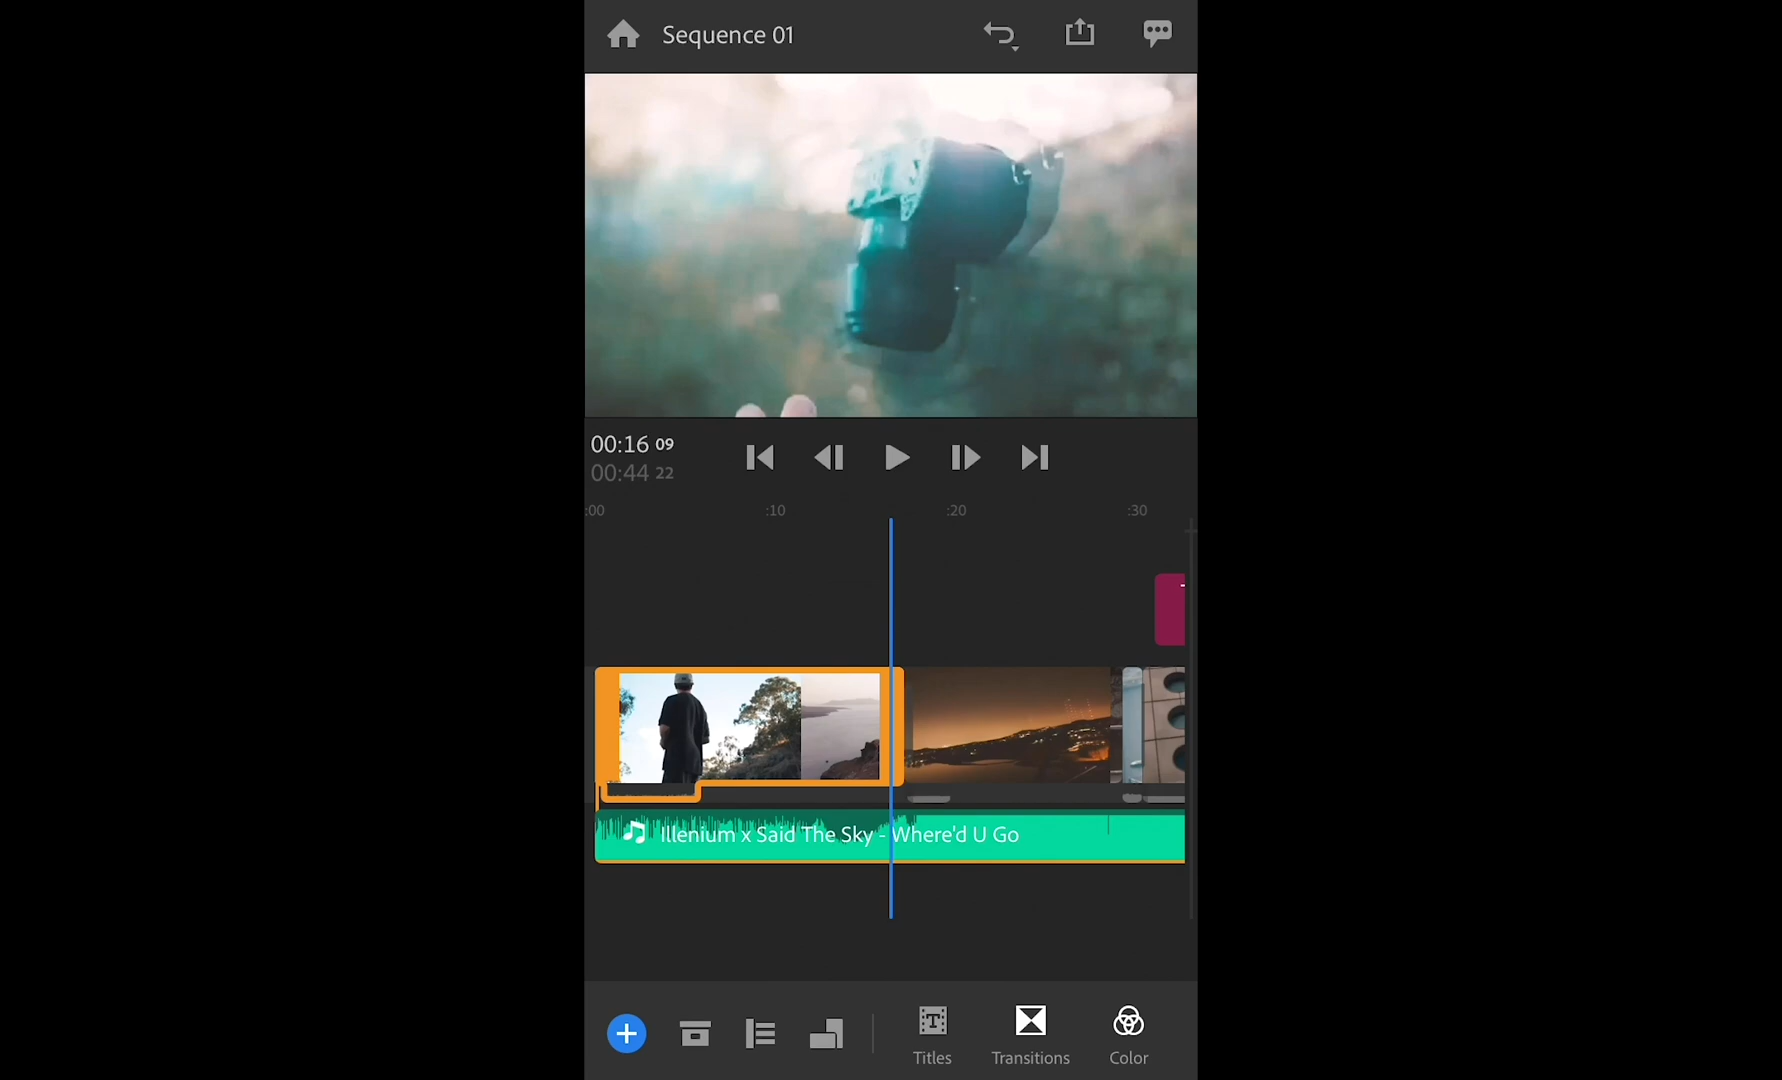 Sequence 01
00:16 09
00:44 22
:00 :10 :20 :30
Illenium x Said The Sky - Where'd U Go
T
Titles Transitions Color